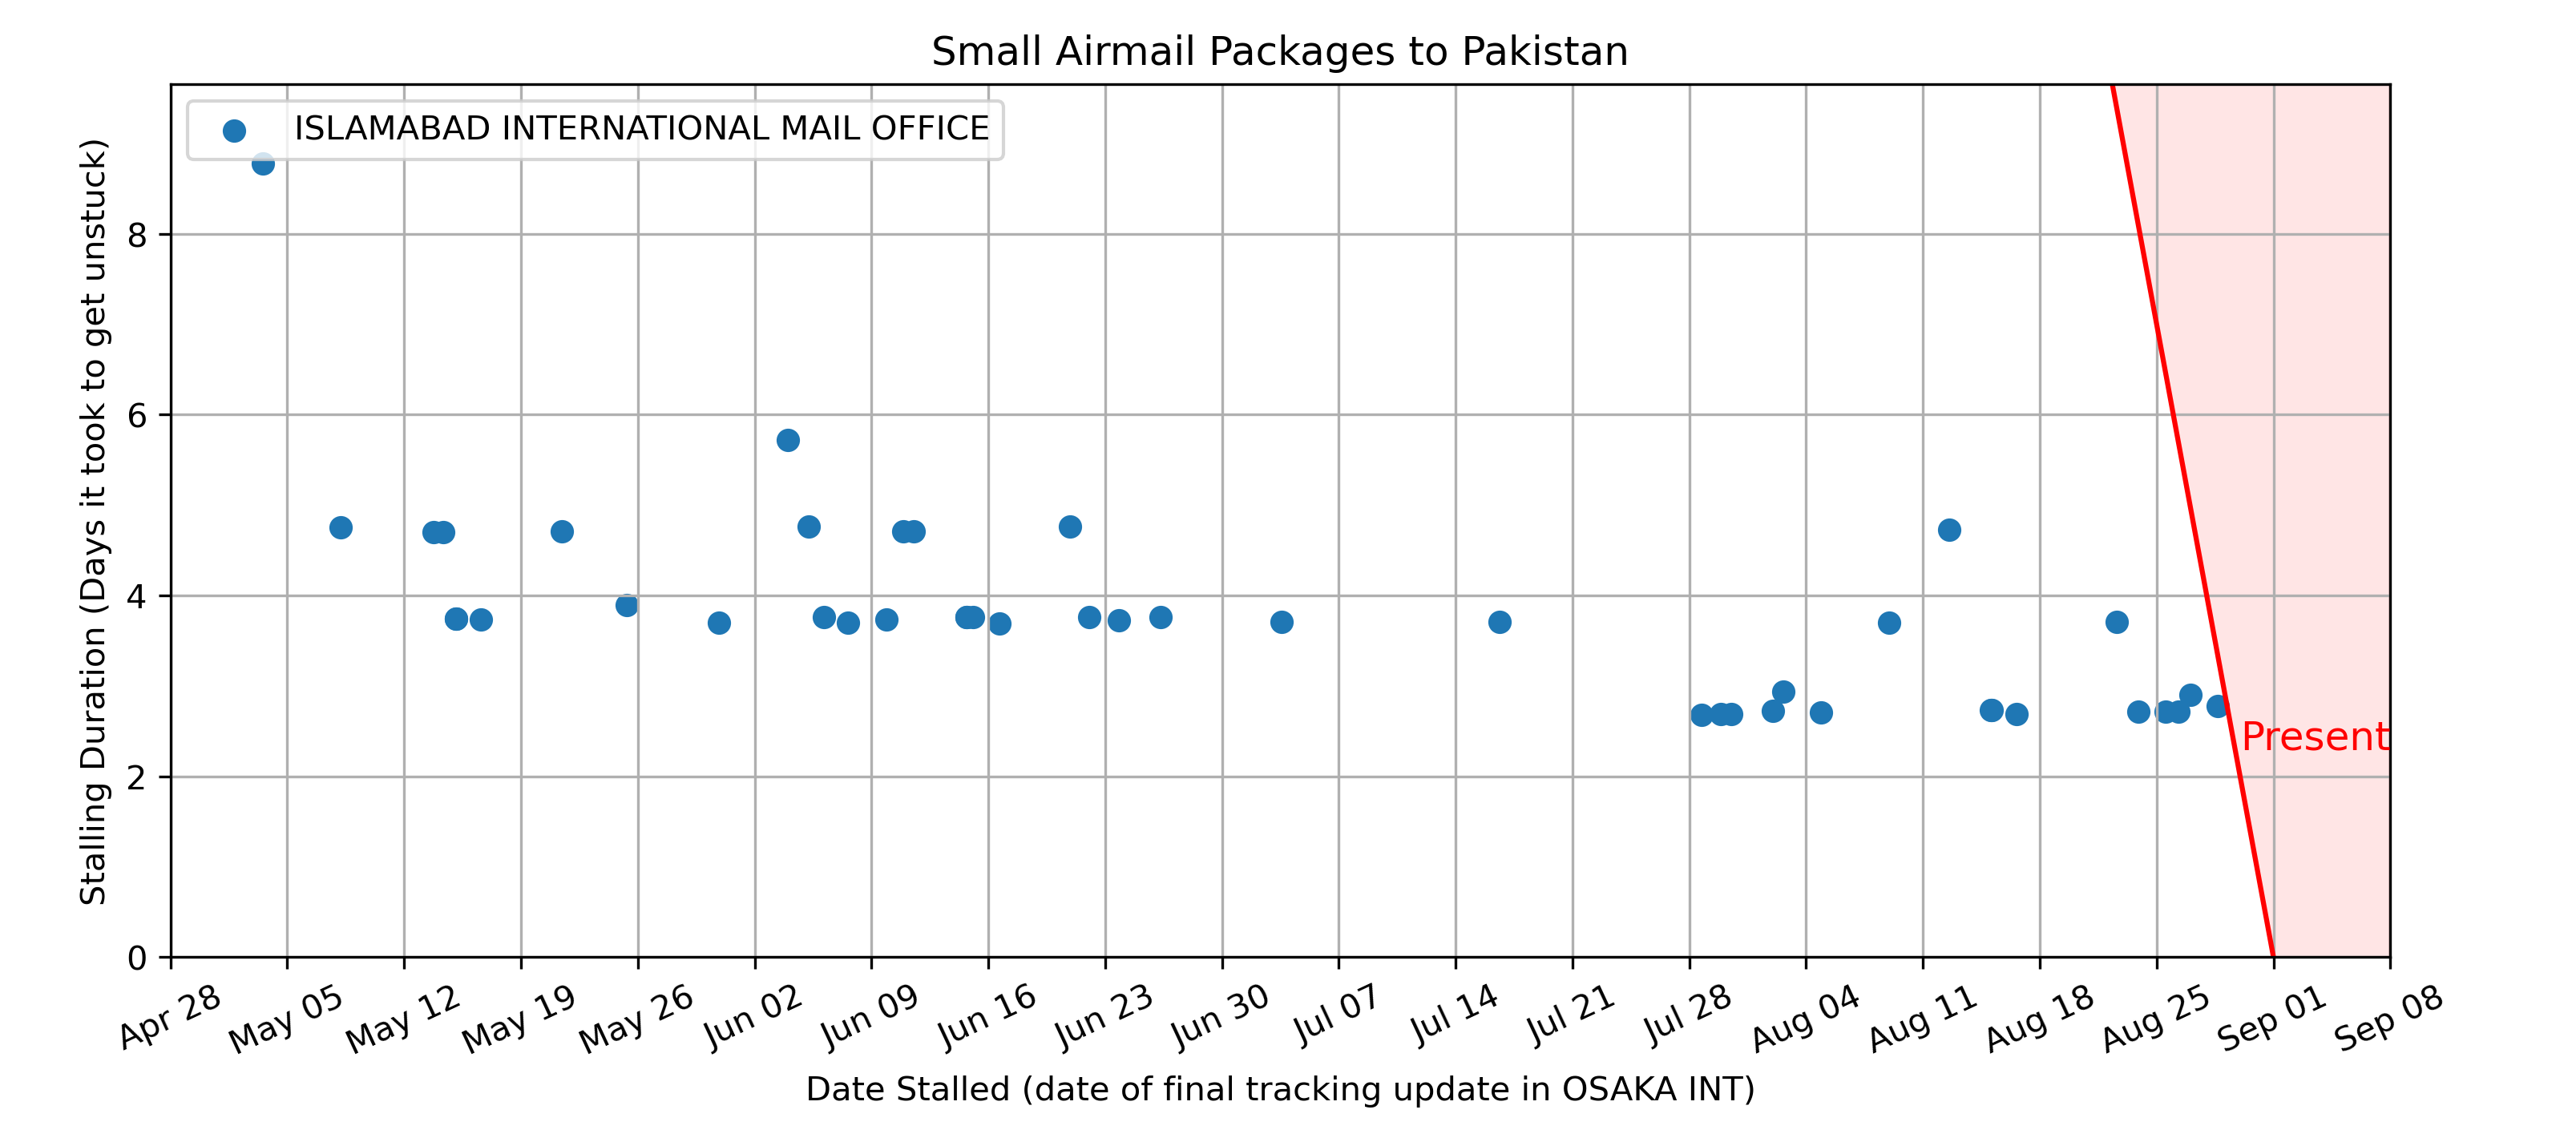 Small Airmail Packages to Pakistan
ISLAMABAD INTERNATIONAL MAIL OFFICE
Stalling Duration (Days it took to get unstuck)
8
6
4
2
0
Present
Apr 28
May 05
May 12
May 19
May 26
Jun 02
Jun 09
Jun 16
Jun 23
Jun 30
Jul 07
Jul 14
Jul 21
Jul 28
Aug 04
Aug 11
Aug 18
Aug 25
Sep 01
Sep 08
Date Stalled (date of final tracking update in OSAKA INT)